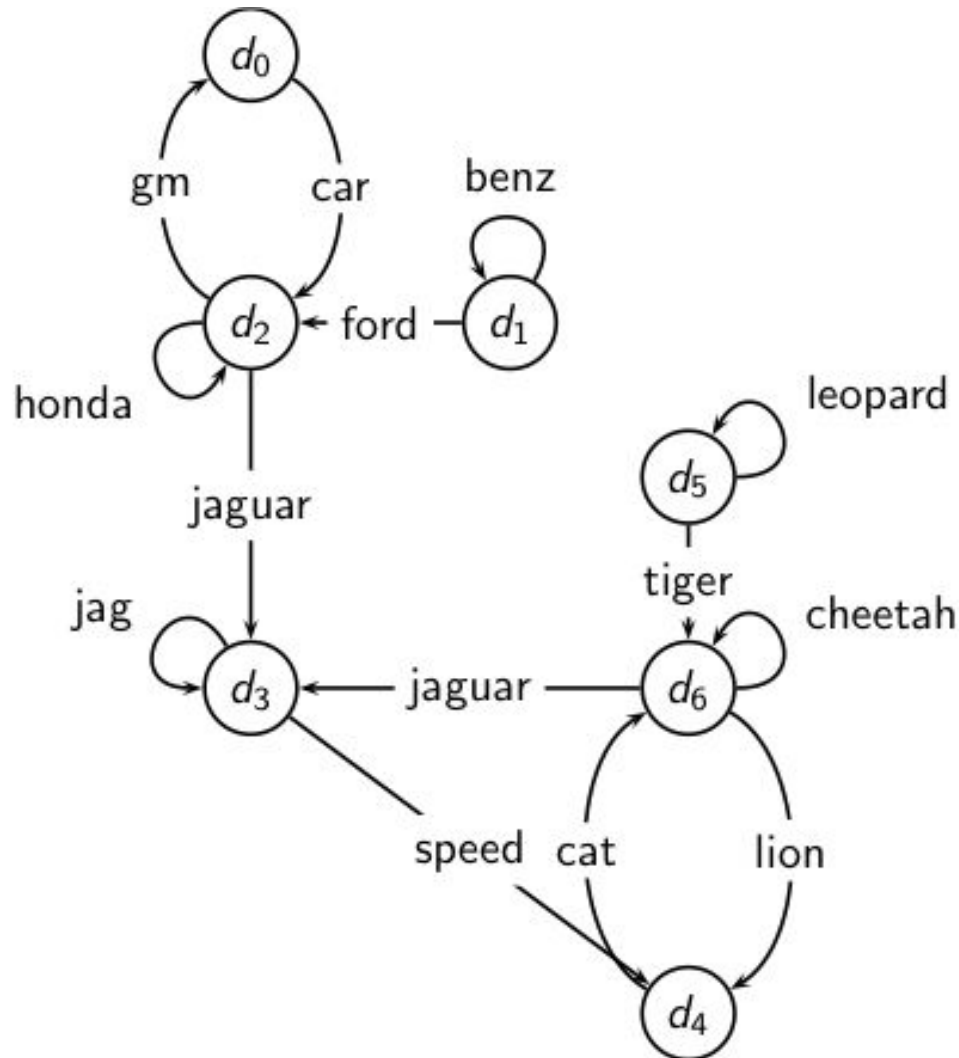 d0
benz
gm
car
d2
ford
d1
honda
leopard
d5
jaguar
tiger
jag
cheetah
d3
jaguar
d6
speed
cat
lion
d4